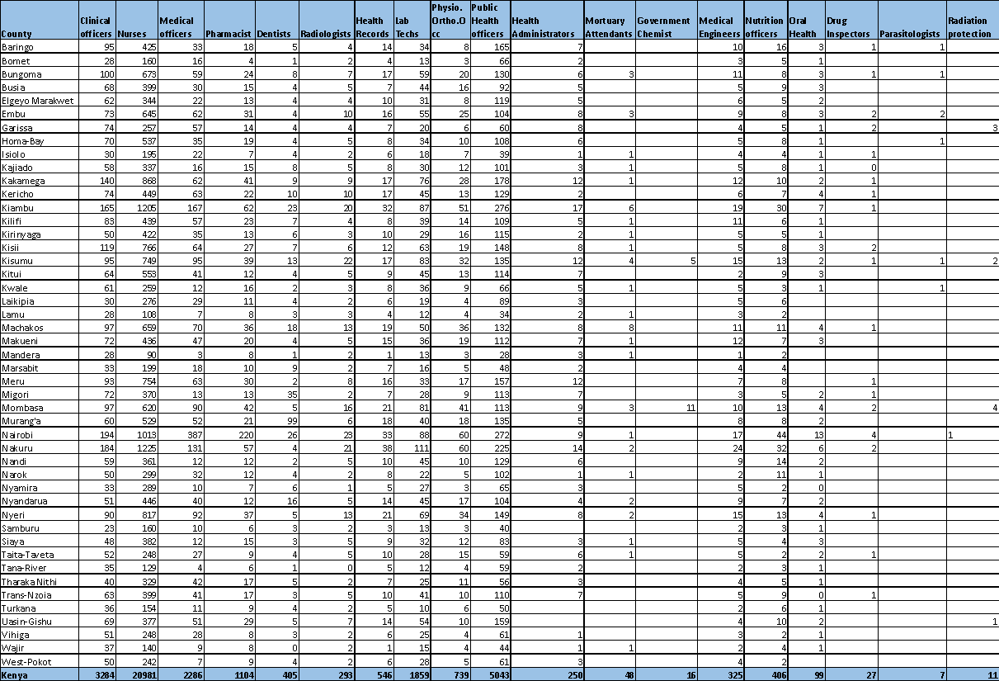 County Clinical officers Nurses Medical officers Pharmacist Dentists Radiologists Health Records Lab Techs Physio. Ortho.O cc Public Health officers Health Administrators Mortuary Attendants Government Chemist Medical Engineers Nutrition officers Oral Health Drug Inspectors Parasitologists Radiation protection
Baringo 95 425 33 18 5 4 14 34 8 165 7 10 16 3 1 1
Bomet 28 160 16 4 1 2 4 13 3 66 2 3 5 1
Bungoma 100 673 59 24 8 7 17 59 20 130 6 3 11 8 3 1 1
Busia 68 399 30 15 4 5 7 44 16 92 5 5 9 3
Elgeyo Marakwet 62 344 22 13 4 4 10 31 8 119 5 6 5 2
Embu 73 645 62 31 4 10 16 55 25 104 8 3 9 8 3 2 2
Garissa 74 257 57 14 4 4 7 20 6 60 8 4 5 1 2 3
Homa-Bay 70 537 35 19 4 5 8 34 10 108 6 5 8 1 1
Isiolo 30 195 22 7 4 2 6 18 7 39 1 1 4 4 1 1
Kajiado 58 337 16 15 8 5 8 30 12 101 3 1 5 8 1 0
Kakamega 140 868 62 41 9 9 17 76 28 178 12 1 12 10 2 1
Kericho 74 449 63 22 10 10 17 45 13 129 2 6 7 4 1
Kiambu 165 1205 167 62 23 20 32 87 51 276 17 6 19 30 7 1
Kilifi 83 439 57 23 7 4 8 39 14 109 5 1 11 6 1
Kirinyaga 50 422 35 13 6 3 10 29 16 115 2 1 5 5 1
Kisii 119 766 64 27 7 6 12 63 19 148 8 1 5 8 3 2
Kisumu 95 749 95 39 13 22 17 83 32 135 12 4 5 15 13 2 1 1 2
Kitui 64 553 41 12 4 5 9 45 13 114 7 2 9 3
Kwale 61 259 12 16 2 3 8 36 9 66 5 1 5 3 1 1
Laikipia 30 276 29 11 4 2 6 19 4 89 3 5 6
Lamu 28 108 7 8 3 3 4 12 4 34 2 1 3 2
Machakos 97 659 70 36 18 13 19 50 36 132 8 8 11 11 4 1
Makueni 72 436 47 20 4 5 15 36 19 112 7 1 12 7 3
Mandera 28 90 3 8 1 2 1 13 3 28 3 1 1 2
Marsabit 33 199 18 10 9 2 7 16 5 48 2 4 4
Meru 93 754 63 30 2 8 16 33 17 157 12 7 8 1
Migori 72 370 13 13 35 2 7 28 9 113 7 3 5 2 1
Mombasa 97 620 90 42 5 16 21 81 41 113 9 3 11 10 13 4 2 4
Murang'a 60 529 52 21 99 6 18 40 18 135 5 8 8 2
Nairobi 194 1013 387 220 26 23 33 88 60 272 9 1 17 44 13 4 1
Nakuru 184 1225 131 57 4 21 38 111 60 225 14 2 24 32 6 2
Nandi 59 361 12 12 2 5 10 45 10 129 6 9 14 2
Narok 50 299 32 12 4 2 8 22 5 102 1 1 2 11 1
Nyamira 33 289 10 7 6 1 5 27 3 65 3 5 2 0
Nyandarua 51 446 40 12 16 5 14 45 17 104 4 2 9 7 2
Nyeri 90 817 92 37 5 13 21 69 34 149 8 2 15 13 4 1
Samburu 23 160 10 6 3 2 3 13 3 40 2 3 1
Siaya 48 382 12 15 3 5 9 32 12 83 3 1 5 4 3
Taita-Taveta 52 248 27 9 4 5 10 28 15 59 6 1 5 2 2 1
Tana-River 35 129 4 6 1 0 5 12 4 59 2 2 3 1
Tharaka Nithi 40 329 42 17 5 2 7 25 11 56 3 4 5 1
Trans-Nzoia 63 399 41 17 3 5 10 41 10 110 7 5 9 0 1
Turkana 36 154 11 9 4 2 5 10 6 50 2 6 1
Uasin-Gishu 69 377 51 29 5 7 14 54 10 159 4 10 2 1
Vihiga 51 248 28 8 3 2 6 25 4 61 1 3 2 1
Wajir 37 140 9 8 0 2 1 15 4 44 1 1 2 4 1
West-Pokot 50 242 7 9 4 2 6 28 5 61 3 4 2
Kenya 3284 20981 2286 1104 405 293 546 1859 739 5043 250 48 16 325 406 99 27 7 11